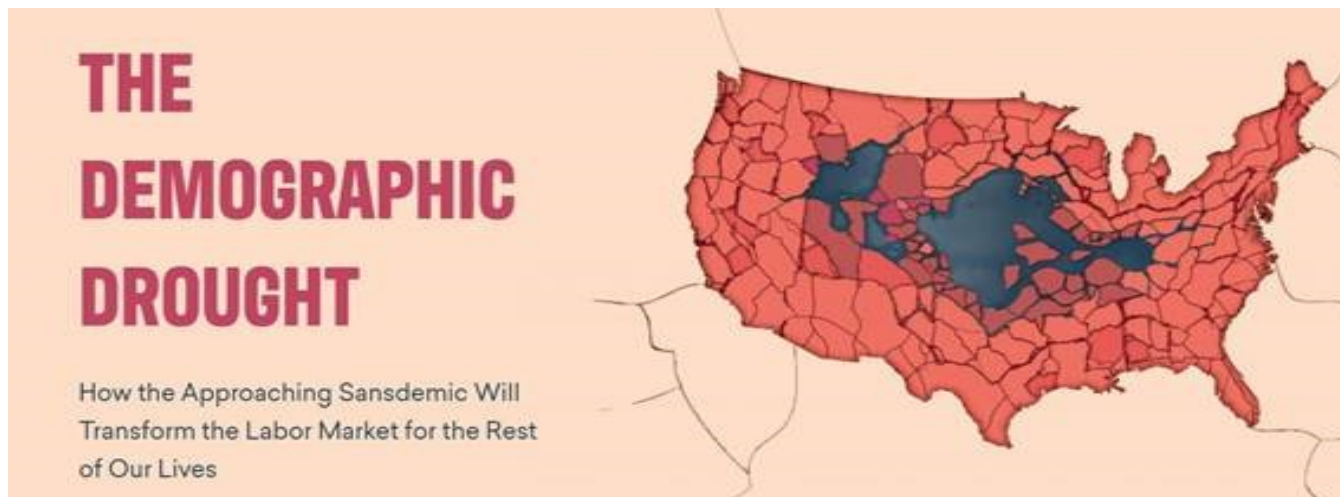 THE
DEMOGRAPHIC
DROUGHT
How the Approaching Sansdemic Will
Transform the Labor Market for the Rest
of Our Lives